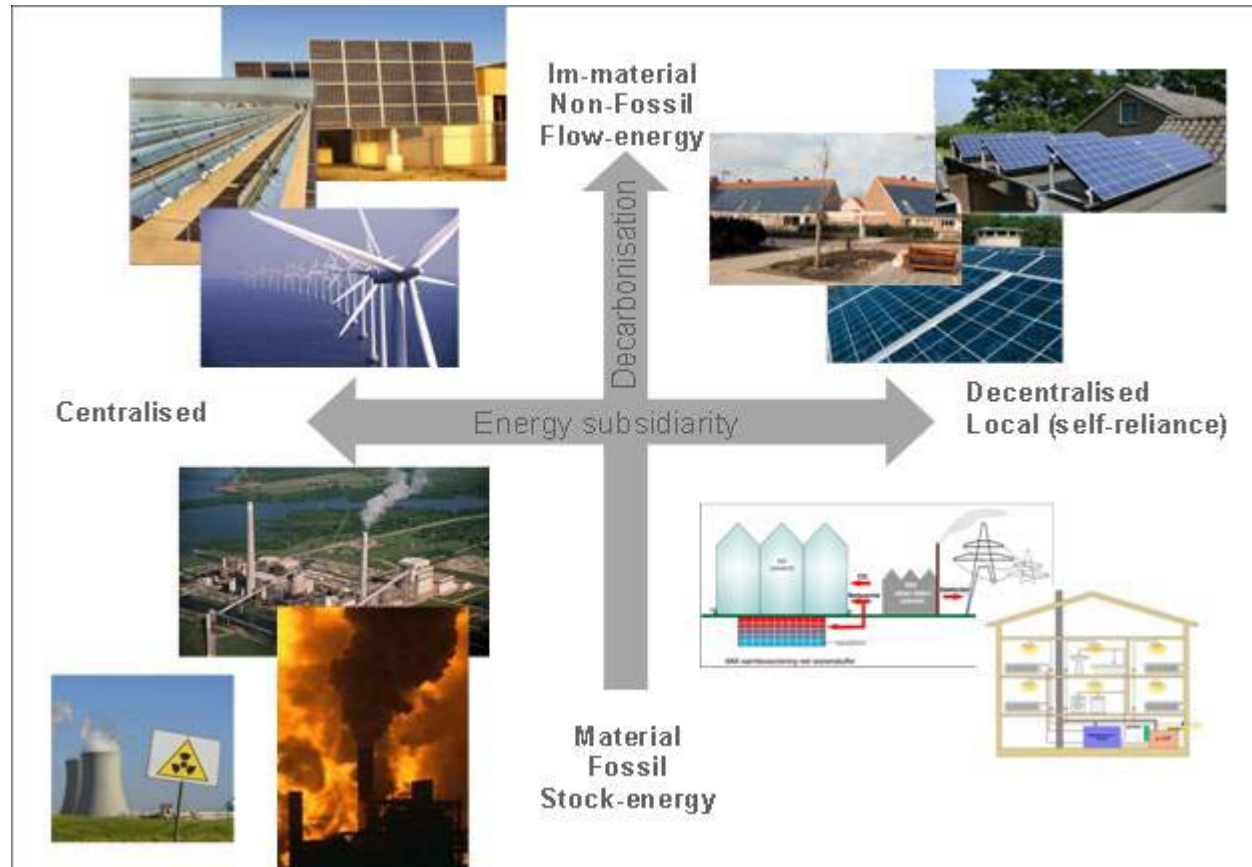 Im-material
Non-Fossil
Flow-energy
Decarbonisation
Centralised
Energy subsidiarity
Decentralised
Local (self-reliance)
Material
Fossil
Stock-energy